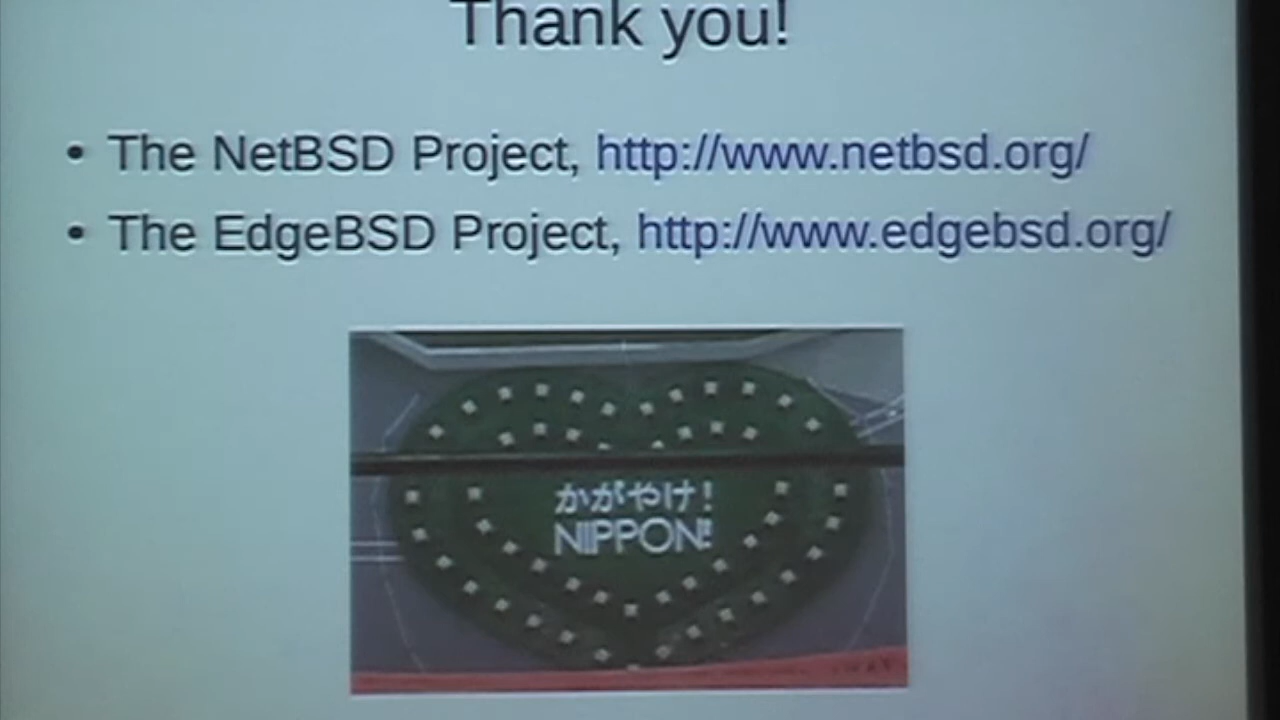 Thank you!
• The NetBSD Project, http://www.netbsd.org/
• The EdgeBSD Project, http://www.edgebsd.org/
かがやけ!
NIPPON!